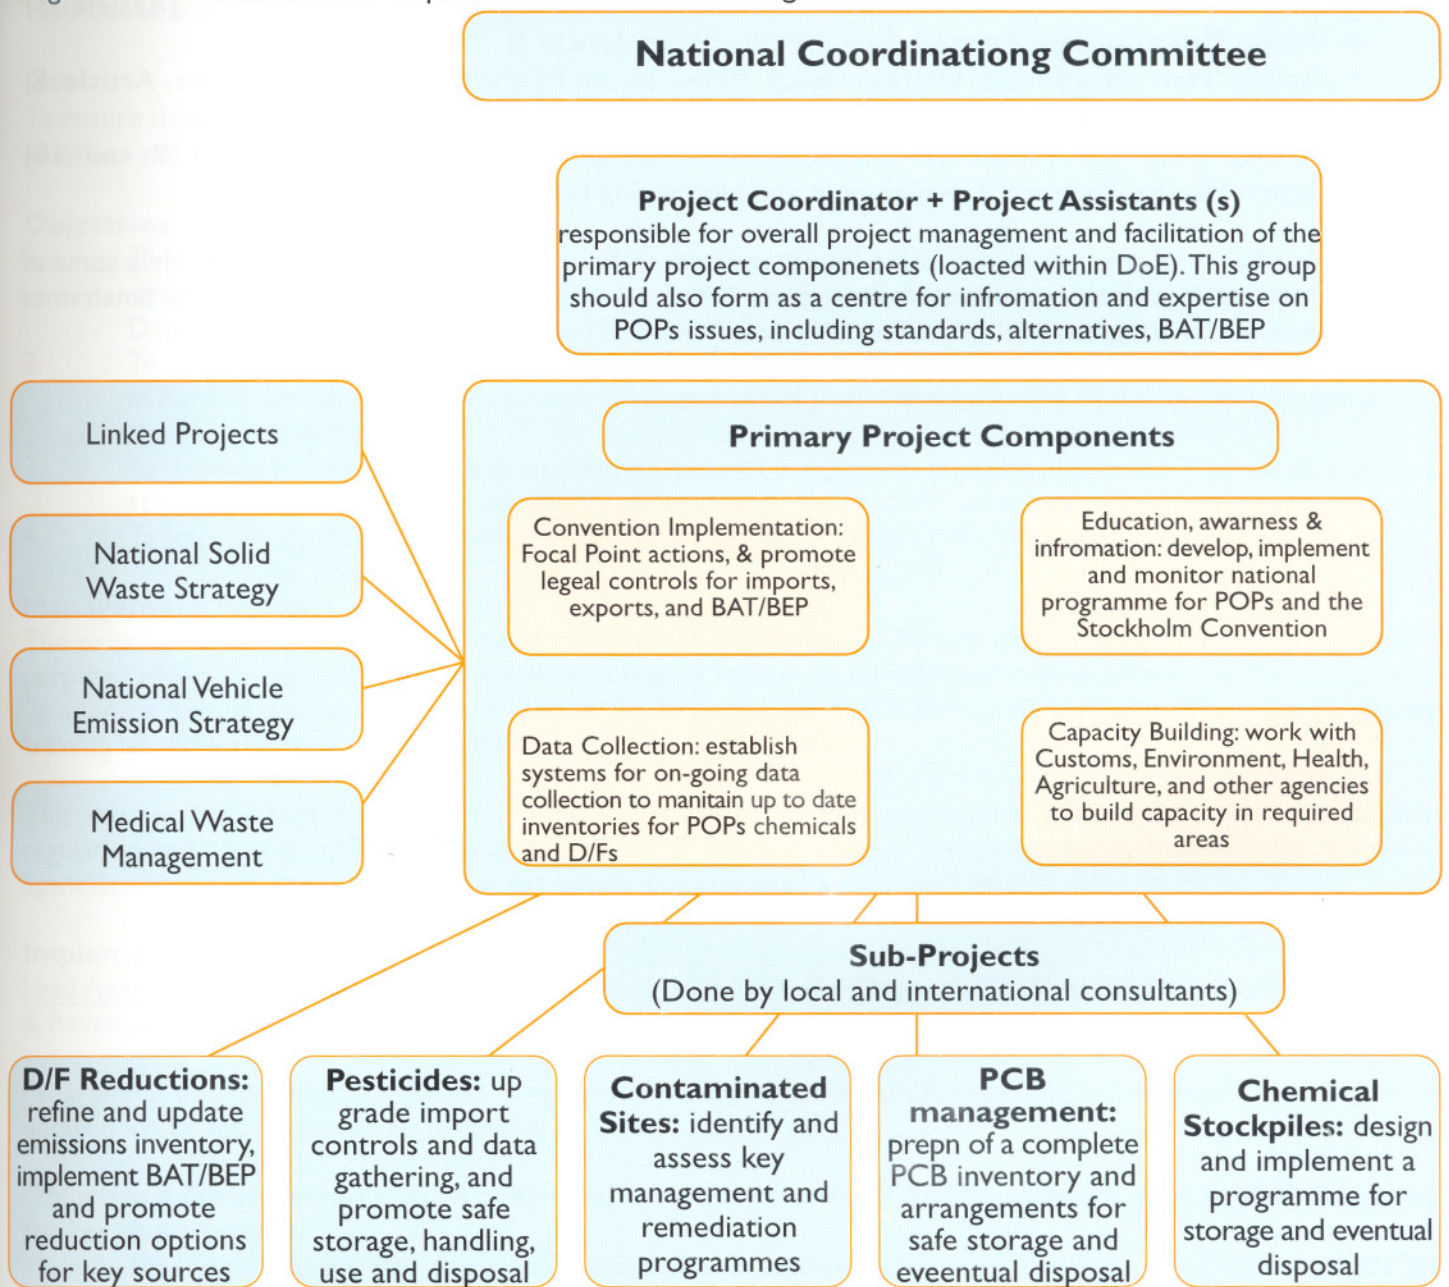 National Coordinationg Committee
Project Coordinator + Project Assistants (s)
responsible for overall project management and facilitation of the
primary project componenets (loacted within DoE). This group
should also form as a centre for infromation and expertise on
POPs issues, including standards, alternatives, BAT/BEP
Linked Projects
National Solid
Waste Strategy
National Vehicle
Emission Strategy
Medical Waste
Management
Primary Project Components
Convention Implementation:
Focal Point actions, & promote
legeal controls for imports,
exports, and BAT/BEP
Education, awarness &
infromation: develop, implement
and monitor national
programme for POPs and the
Stockholm Convention
Data Collection: establish
systems for on-going data
collection to manitain up to date
inventories for POPs chemicals
and D/Fs
Capacity Building: work with
Customs, Environment, Health,
Agriculture, and other agencies
to build capacity in required
areas
Sub-Projects
(Done by local and international consultants)
D/F Reductions:
refine and update
emissions inventory,
implement BAT/BEP
and promote
reduction options
for key sources
Pesticides: up
grade import
controls and data
gathering, and
promote safe
storage, handling,
use and disposal
Contaminated
Sites: identify and
assess key
management and
remediation
programmes
PCB
management:
prepn of a complete
PCB inventory and
arrangements for
safe storage and
eveentual disposal
Chemical
Stockpiles: design
and implement a
programme for
storage and eventual
disposal